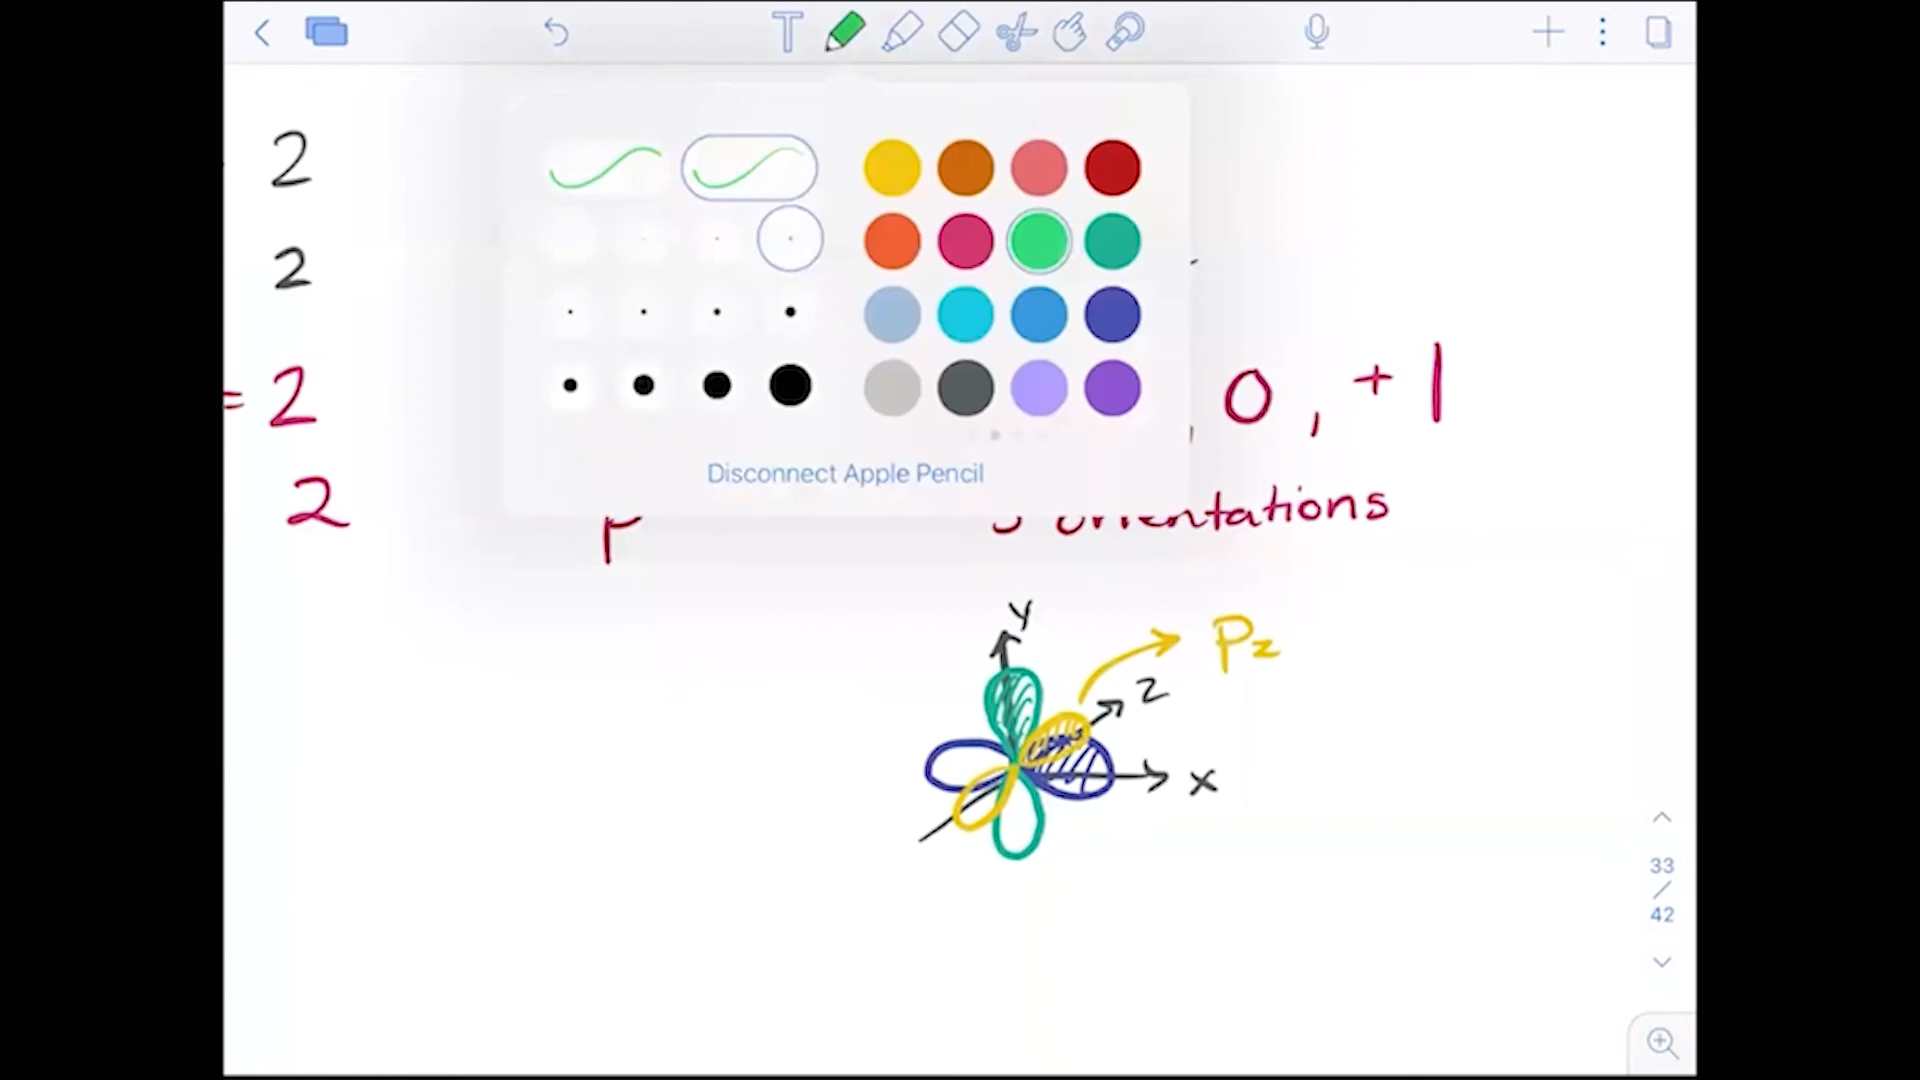 T
2
2
= 2
, 0, +1
Disconnect Apple Pencil
2
orientations
y
Pz
z
x
33
/
42